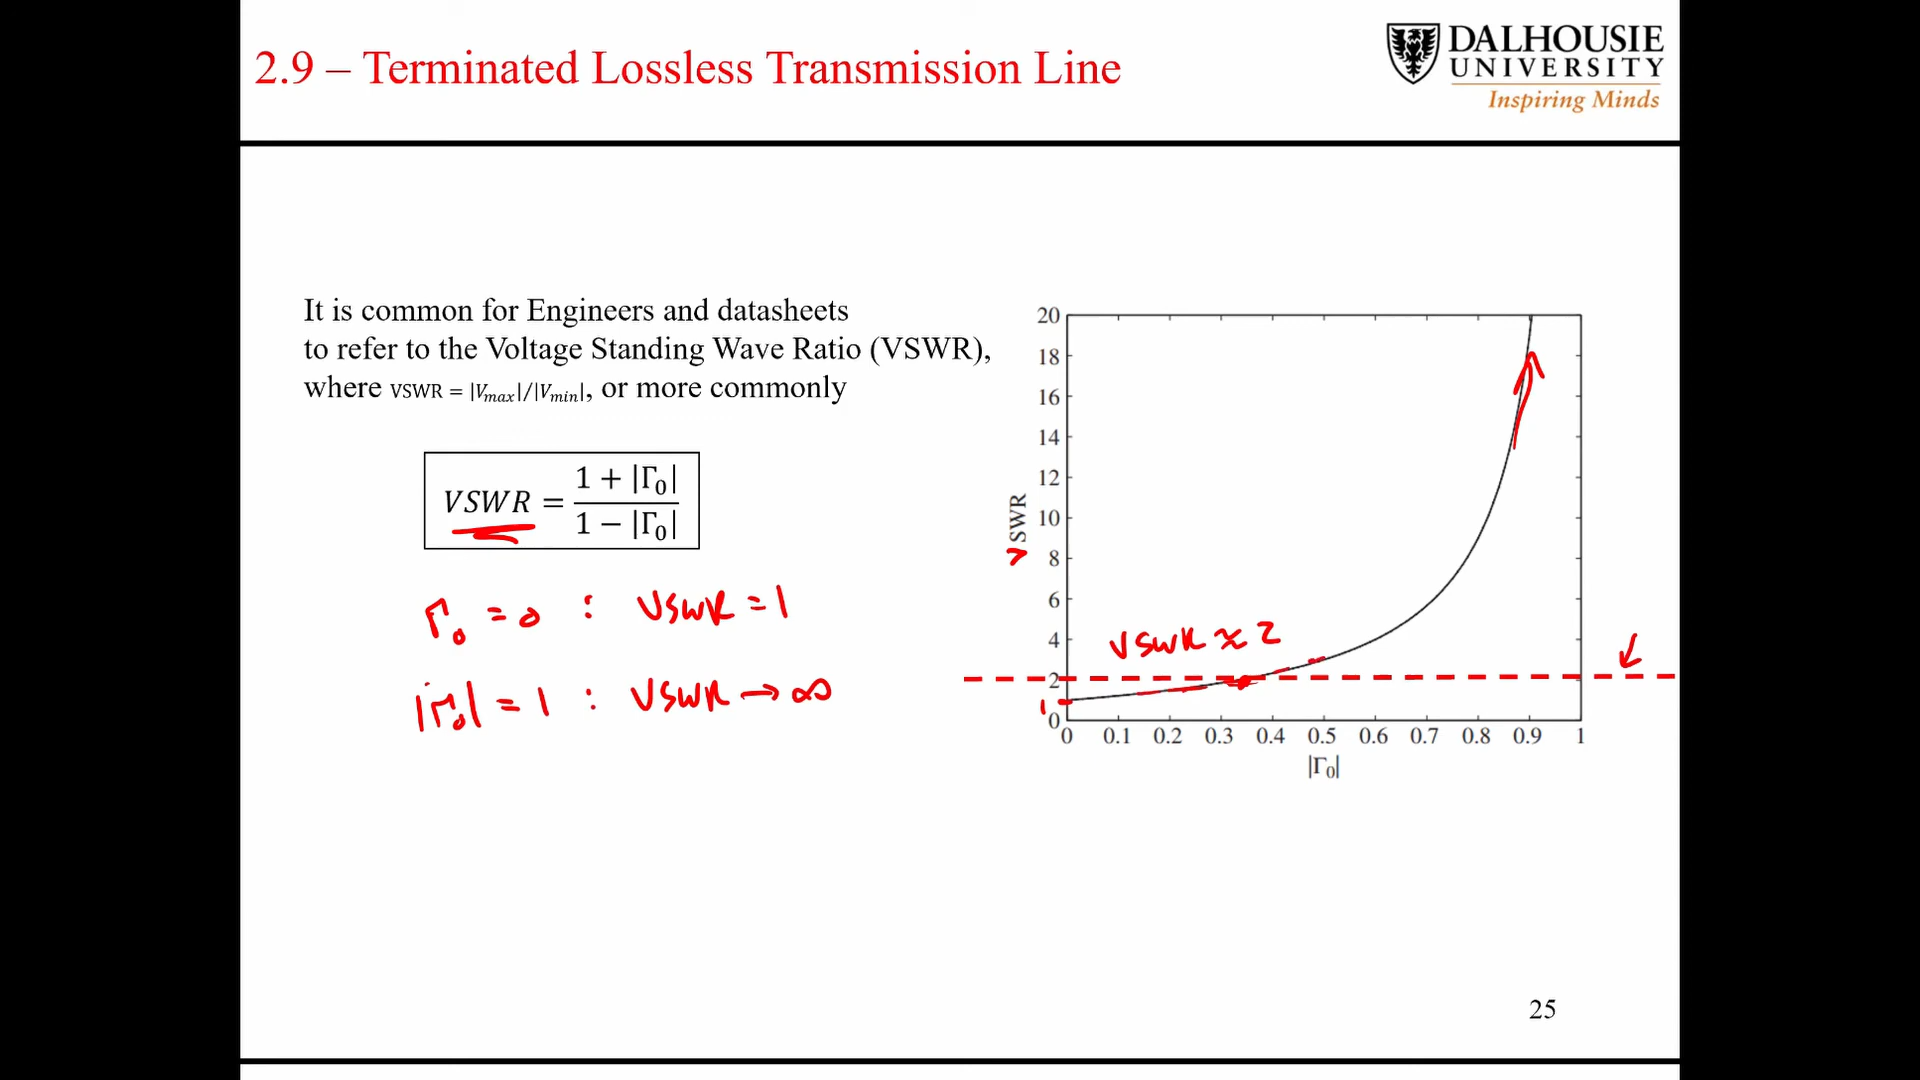 2.9 – Terminated Lossless Transmission Line
DALHOUSIE
UNIVERSITY
Inspiring Minds
It is common for Engineers and datasheets
to refer to the Voltage Standing Wave Ratio (VSWR),
where VSWR = |Vmax|/|Vmin|, or more commonly
VSWR = (1 + |Γ₀|)/(1 − |Γ₀|)
Γ₀ = 0 : VSWR = 1
|Γ₀| = 1 : VSWR → ∞
20
18
16
14
12
10
8
6
4
2
1
0
VSWR
VSWR ≈ 2
0 0.1 0.2 0.3 0.4 0.5 0.6 0.7 0.8 0.9 1
|Γ₀|
25